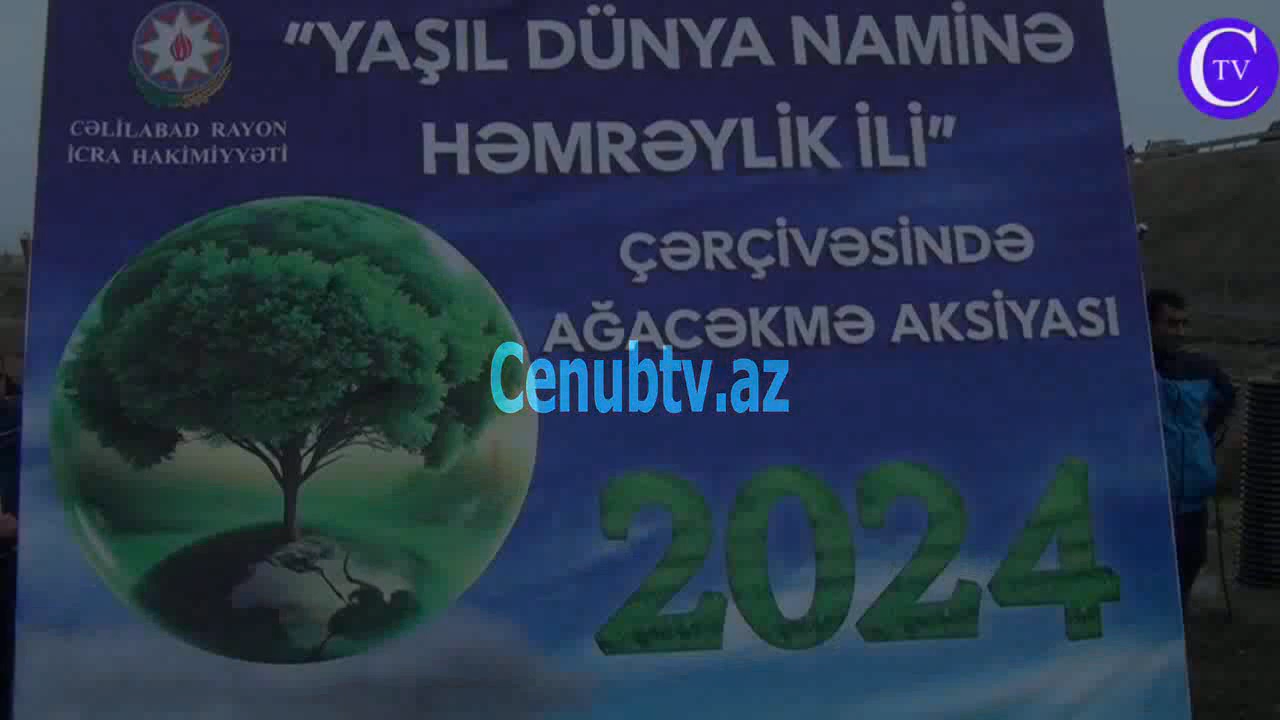 "YAŞIL DÜNYA NAMİNƏ
HƏMRƏYLİK İLİ"
CƏLİLABAD RAYON
İCRA HAKİMİYYƏTİ
ÇƏRÇİVƏSİNDƏ
AĞACƏKMƏ AKSİYASI
2024
Cenubtv.az
C TV